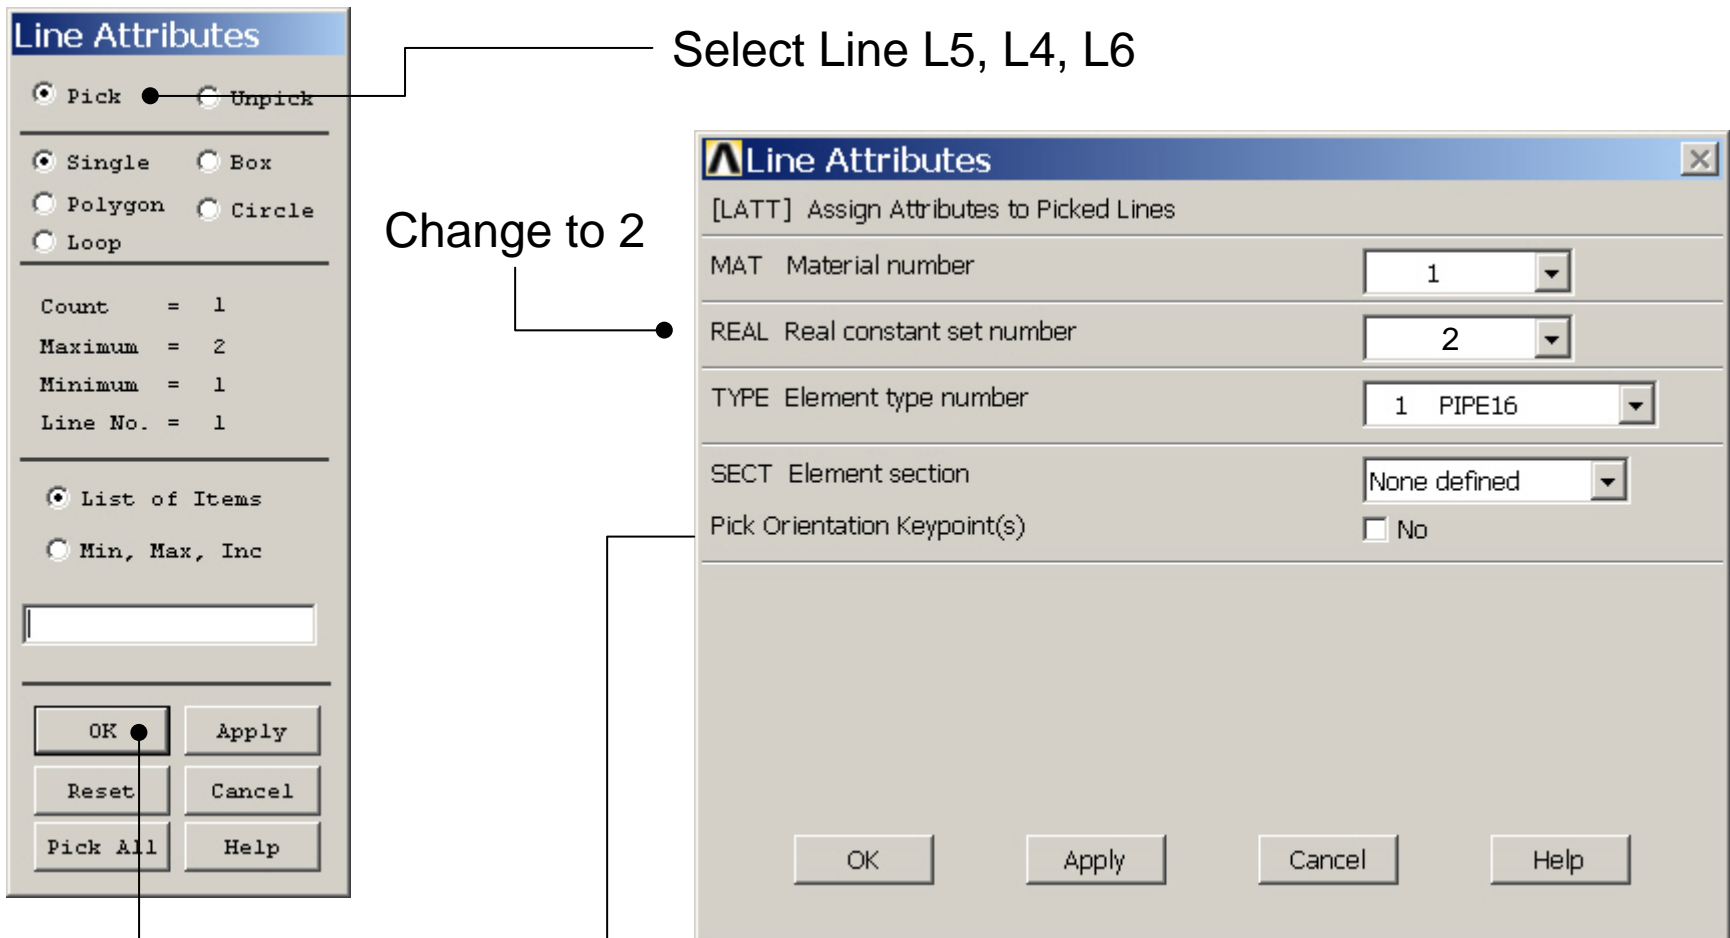 Line Attributes
Select Line L5, L4, L6
Pick Unpick
Single Box
Polygon Circle
Loop
Count = 1
Maximum = 2
Minimum = 1
Line No. = 1
List of Items
Min, Max, Inc
OK Apply
Reset Cancel
Pick All Help
Change to 2
Line Attributes
[LATT] Assign Attributes to Picked Lines
MAT Material number 1
REAL Real constant set number 2
TYPE Element type number 1 PIPE16
SECT Element section None defined
Pick Orientation Keypoint(s) No
OK Apply Cancel Help